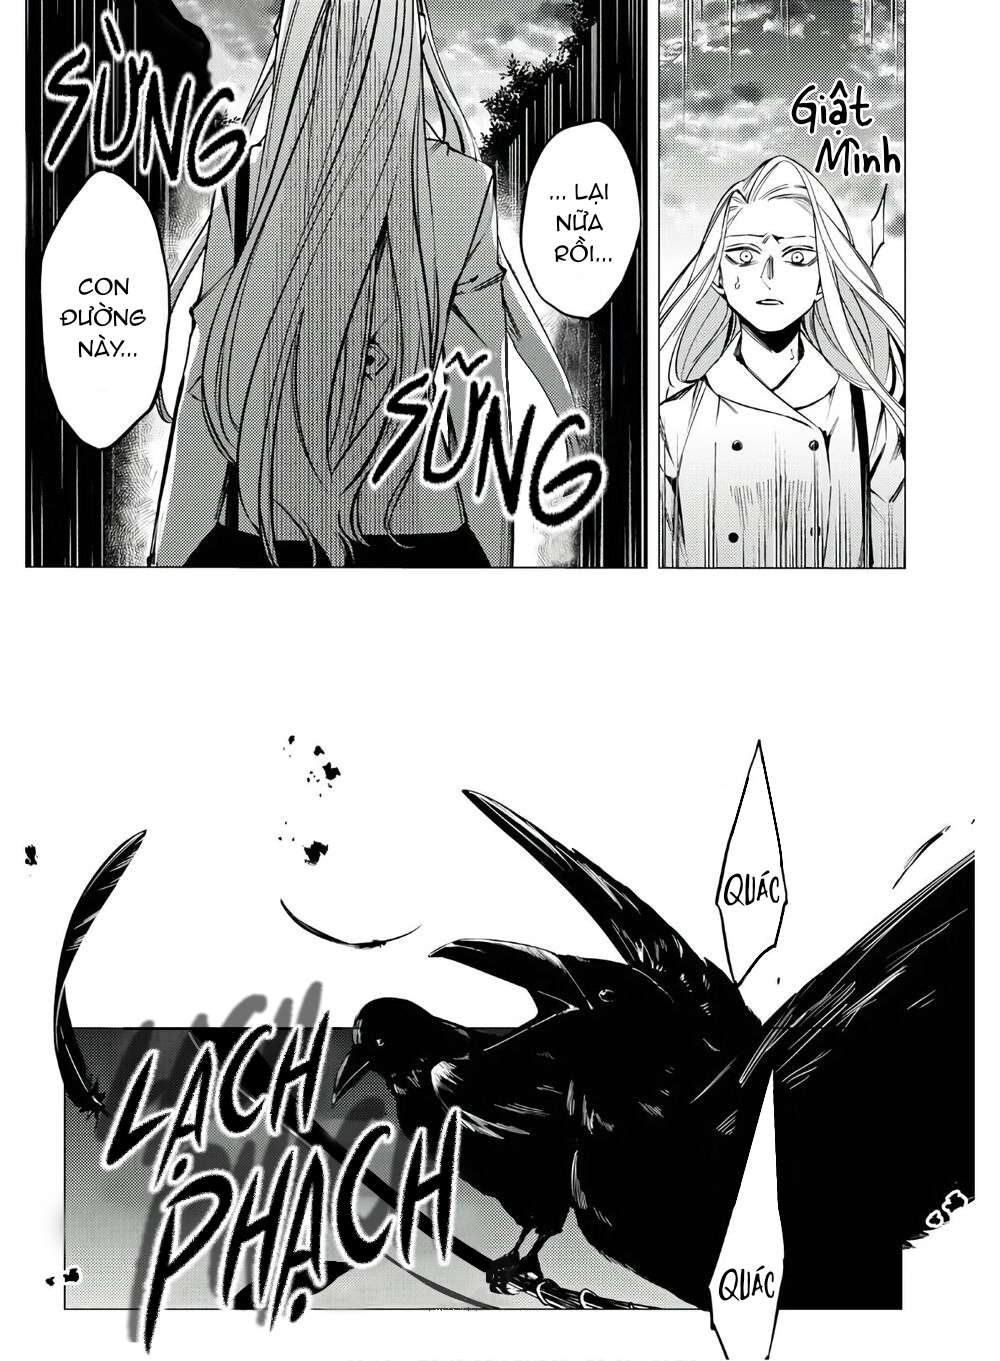 Giật
Mình
... LẠI
NỮA
RỒI...
SỪNG
SỮNG
CON
ĐƯỜNG
NÀY...
QUÁC
LẠCH
PHẠCH
QUÁC